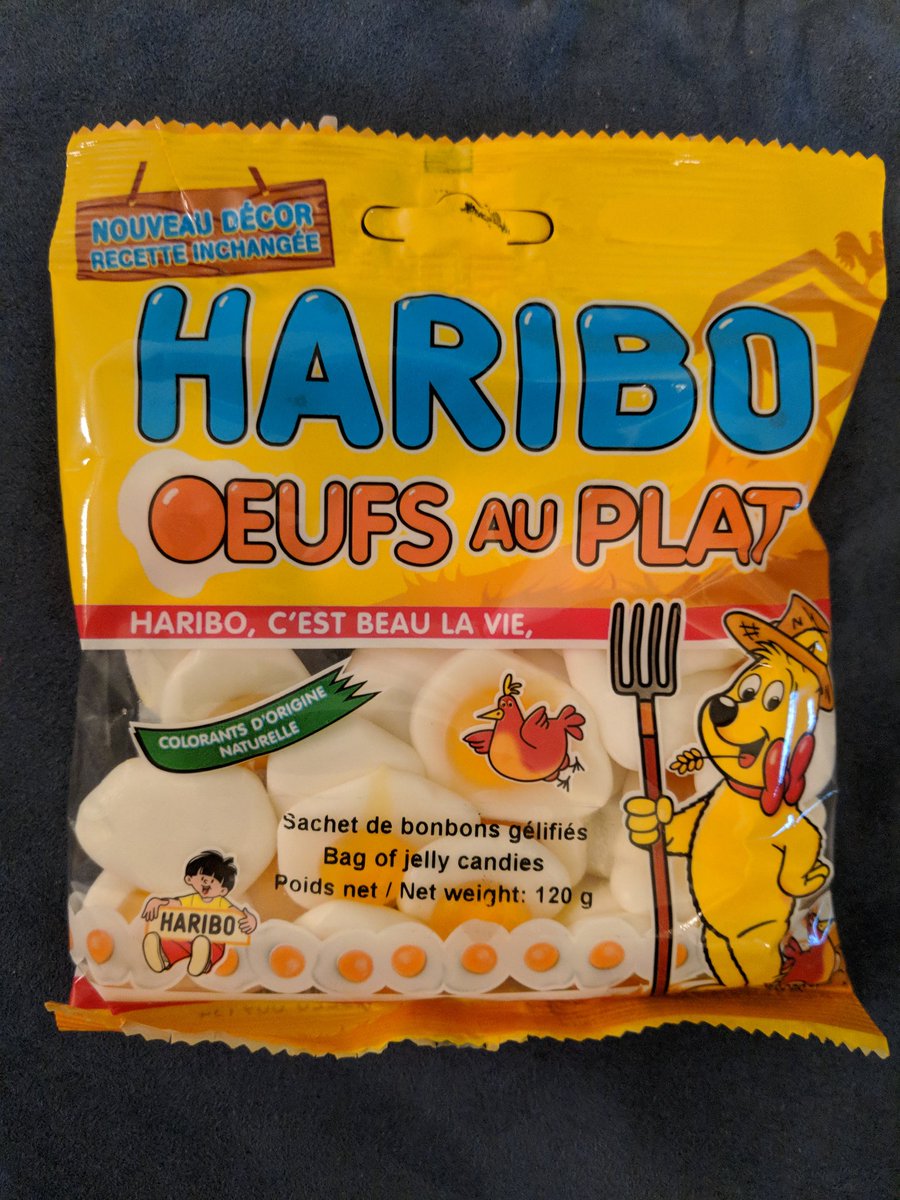 NOUVEAU DÉCOR
RECETTE INCHANGÉE
HARIBO
OEUFS AU PLAT
HARIBO, C'EST BEAU LA VIE,
COLORANTS D'ORIGINE
NATURELLE
Sachet de bonbons gélifiés
Bag of jelly candies
Poids net / Net weight: 120 g
HARIBO